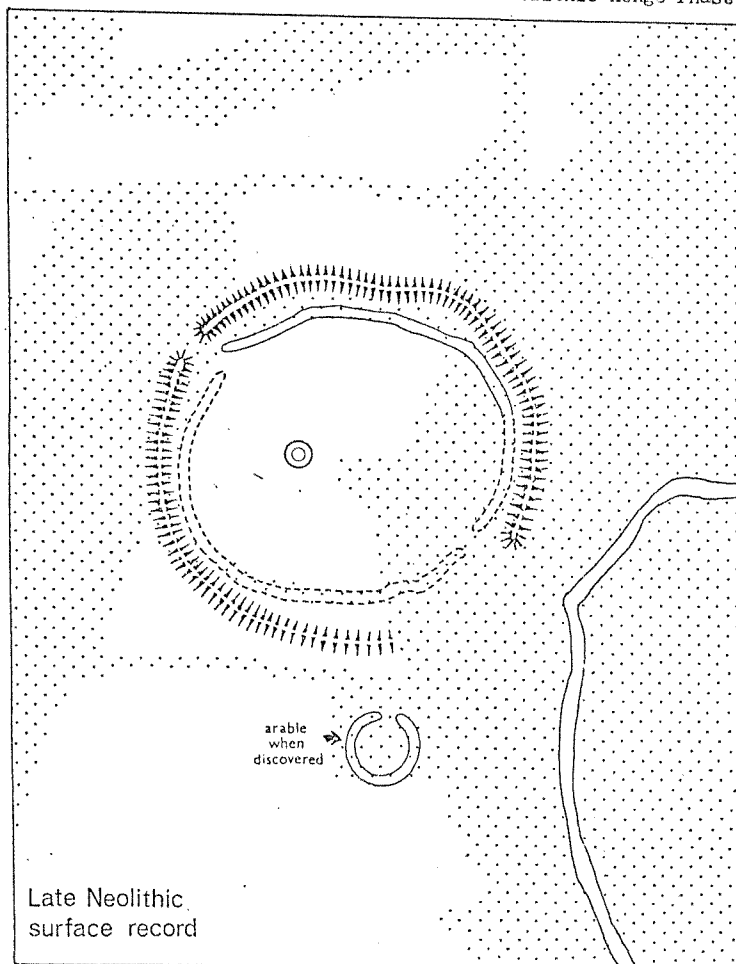 arable
when
discovered
Late Neolithic
surface record